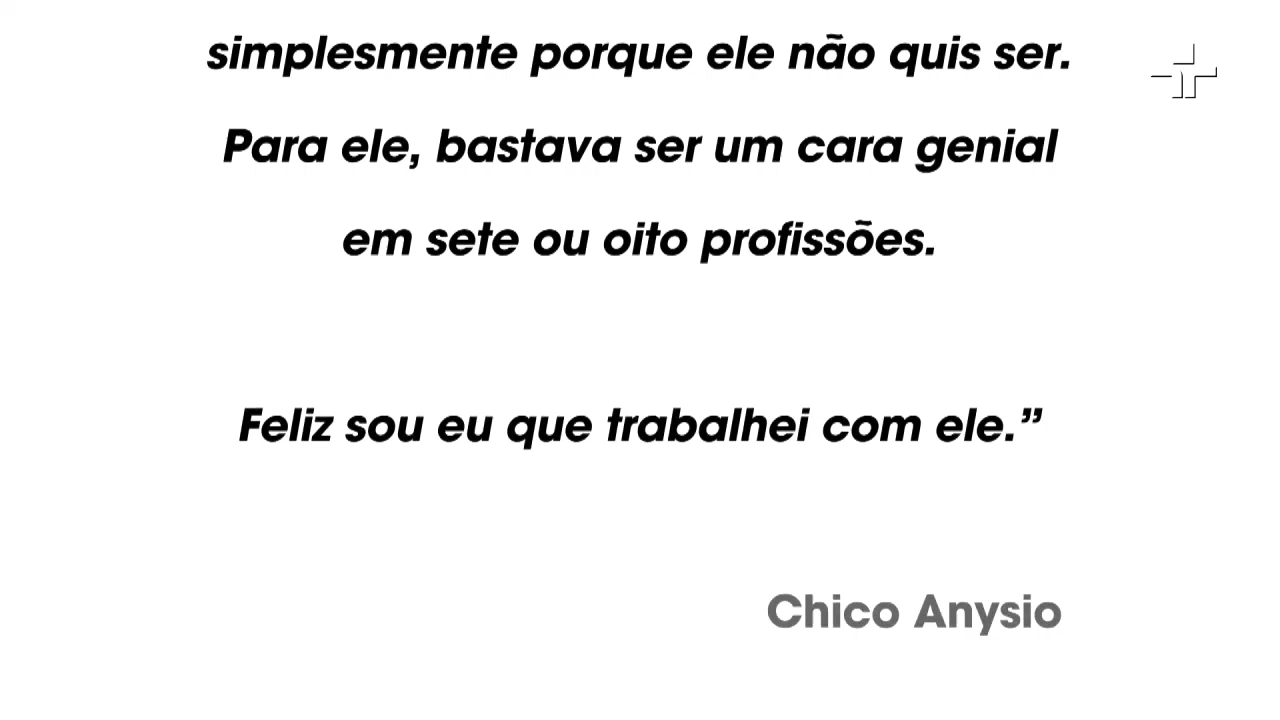 simplesmente porque ele não quis ser.
Para ele, bastava ser um cara genial
em sete ou oito profissões.
Feliz sou eu que trabalhei com ele.”
Chico Anysio